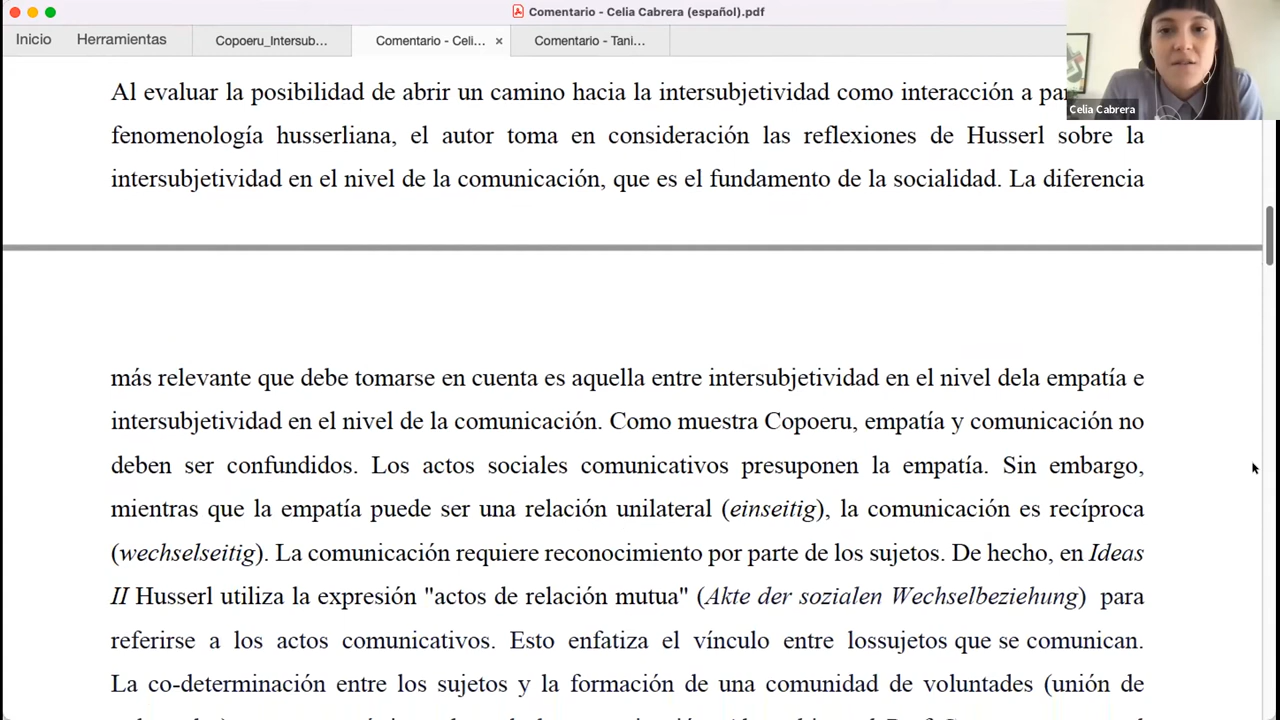 Comentario - Celia Cabrera (español).pdf
Inicio
Herramientas
Copoeru_Intersub...
Comentario - Celi...
×
Comentario - Tani...
Celia Cabrera
Al evaluar la posibilidad de abrir un camino hacia la intersubjetividad como interacción a
fenomenología husserliana, el autor toma en consideración las reflexiones de Husserl sobre la
intersubjetividad en el nivel de la comunicación, que es el fundamento de la socialidad. La diferencia
más relevante que debe tomarse en cuenta es aquella entre intersubjetividad en el nivel dela empatía e
intersubjetividad en el nivel de la comunicación. Como muestra Copoeru, empatía y comunicación no
deben ser confundidos. Los actos sociales comunicativos presuponen la empatía. Sin embargo,
mientras que la empatía puede ser una relación unilateral (einseitig), la comunicación es recíproca
(wechselseitig). La comunicación requiere reconocimiento por parte de los sujetos. De hecho, en Ideas
II Husserl utiliza la expresión "actos de relación mutua" (Akte der sozialen Wechselbeziehung) para
referirse a los actos comunicativos. Esto enfatiza el vínculo entre lossujetos que se comunican.
La co-determinación entre los sujetos y la formación de una comunidad de voluntades (unión de